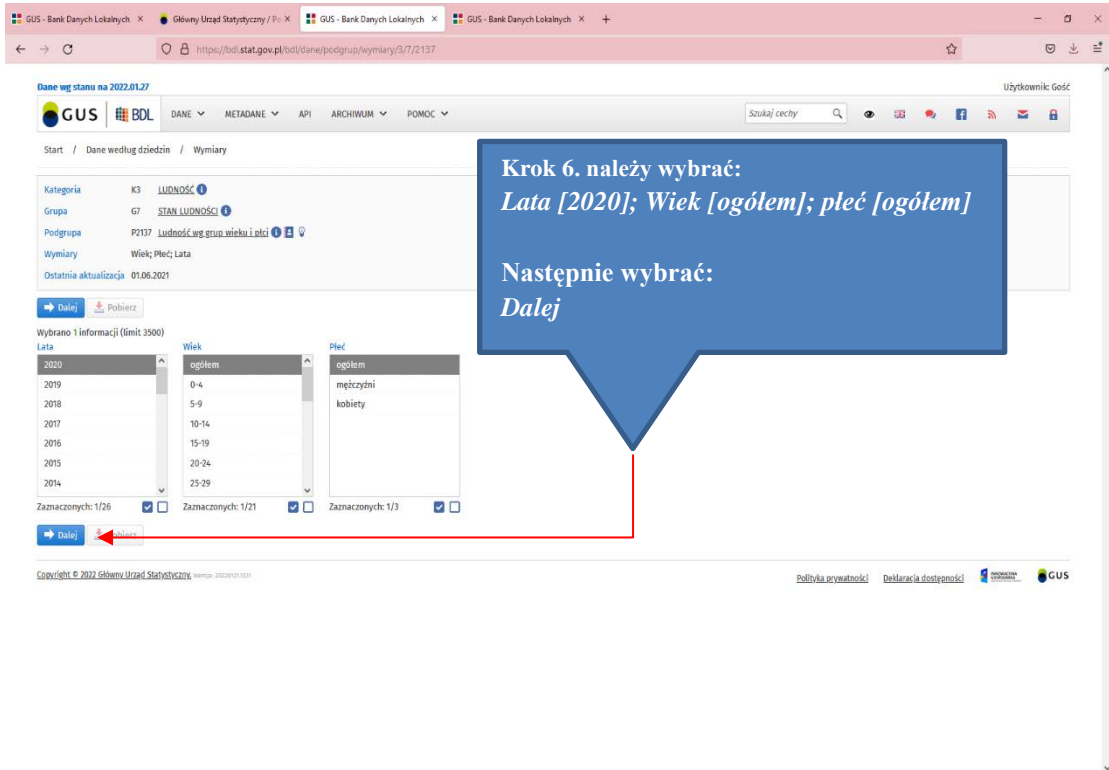 GUS - Bank Danych Lokalnych × Główny Urząd Statystyczny / Po × GUS - Bank Danych Lokalnych × GUS - Bank Danych Lokalnych × +
https://bdl.stat.gov.pl/bdl/dane/podgrup/wymiary/3/7/2137
Dane wg stanu na 2022.01.27 Użytkownik: Gość
GUS BDL DANE METADANE API ARCHIWUM POMOC Szukaj cechy
Start / Dane według dziedzin / Wymiary
Krok 6. należy wybrać:
Lata [2020]; Wiek [ogółem]; płeć [ogółem]
Następnie wybrać:
Dalej
Kategoria K3 LUDNOŚĆ
Grupa G7 STAN LUDNOŚCI
Podgrupa P2137 Ludność wg grup wieku i płci
Wymiary Wiek; Płeć; Lata
Ostatnia aktualizacja 01.06.2021
Dalej Pobierz
Wybrano 1 informacji (limit 3500)
Lata Wiek Płeć
2020 ogółem ogółem
2019 0-4 mężczyźni
2018 5-9 kobiety
2017 10-14
2016 15-19
2015 20-24
2014 25-29
Zaznaczonych: 1/26 Zaznaczonych: 1/21 Zaznaczonych: 1/3
Dalej Pobierz
Copyright © 2022 Główny Urząd Statystyczny, Polityka prywatności Deklaracja dostępności GUS